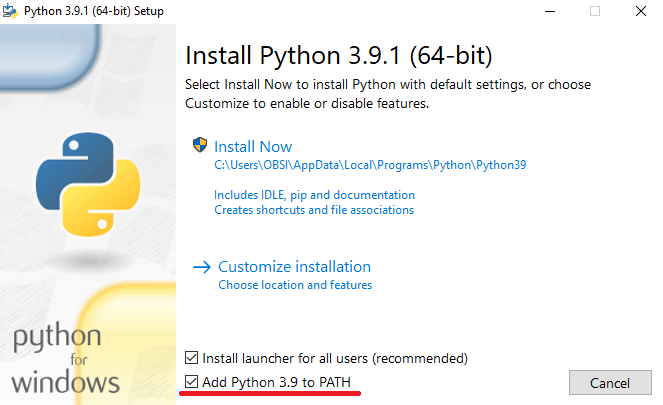 Python 3.9.1 (64-bit) Setup
Install Python 3.9.1 (64-bit)
Select Install Now to install Python with default settings, or choose
Customize to enable or disable features.
Install Now
C:\Users\OBSI\AppData\Local\Programs\Python\Python39
Includes IDLE, pip and documentation
Creates shortcuts and file associations
Customize installation
Choose location and features
python
for
windows
Install launcher for all users (recommended)
Add Python 3.9 to PATH
Cancel